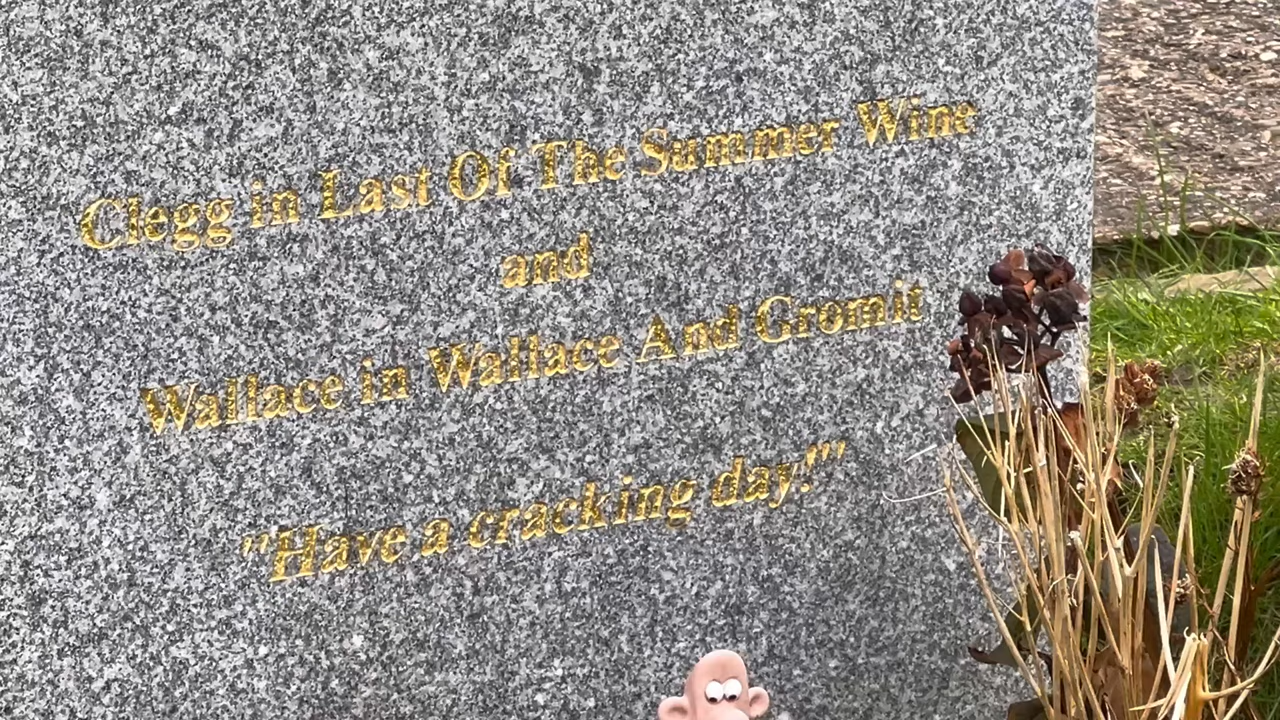 Clegg in Last Of The Summer Wine
and
Wallace in Wallace And Gromit
"Have a cracking day!"